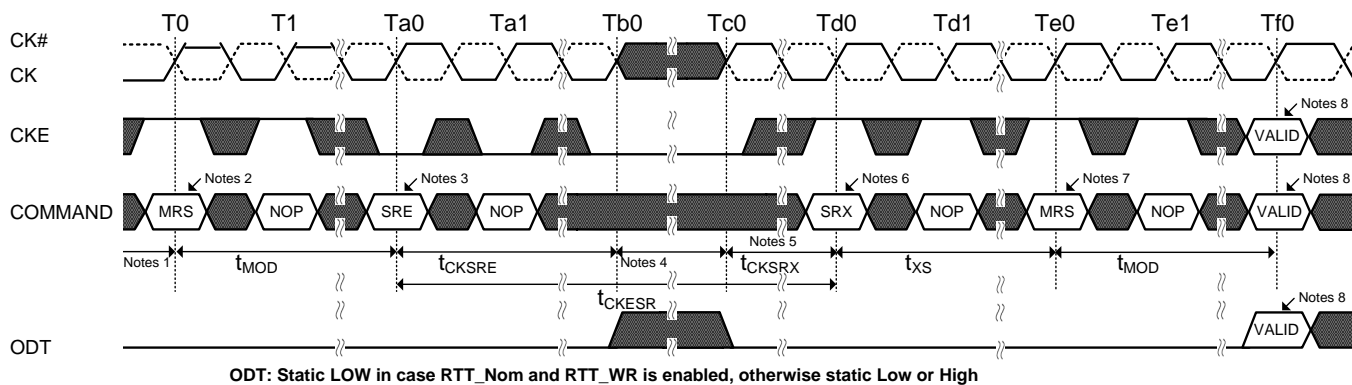 T0 T1 Ta0 Ta1 Tb0 Tc0 Td0 Td1 Te0 Te1 Tf0
CK#
CK
Notes 8
CKE VALID
Notes 2 Notes 3 Notes 6 Notes 7 Notes 8
COMMAND MRS NOP SRE NOP SRX NOP MRS NOP VALID
Notes 1 tMOD tCKSRE Notes 4 Notes 5 tCKSRX tXS tMOD
tCKESR
Notes 8
VALID
ODT
ODT: Static LOW in case RTT_Nom and RTT_WR is enabled, otherwise static Low or High